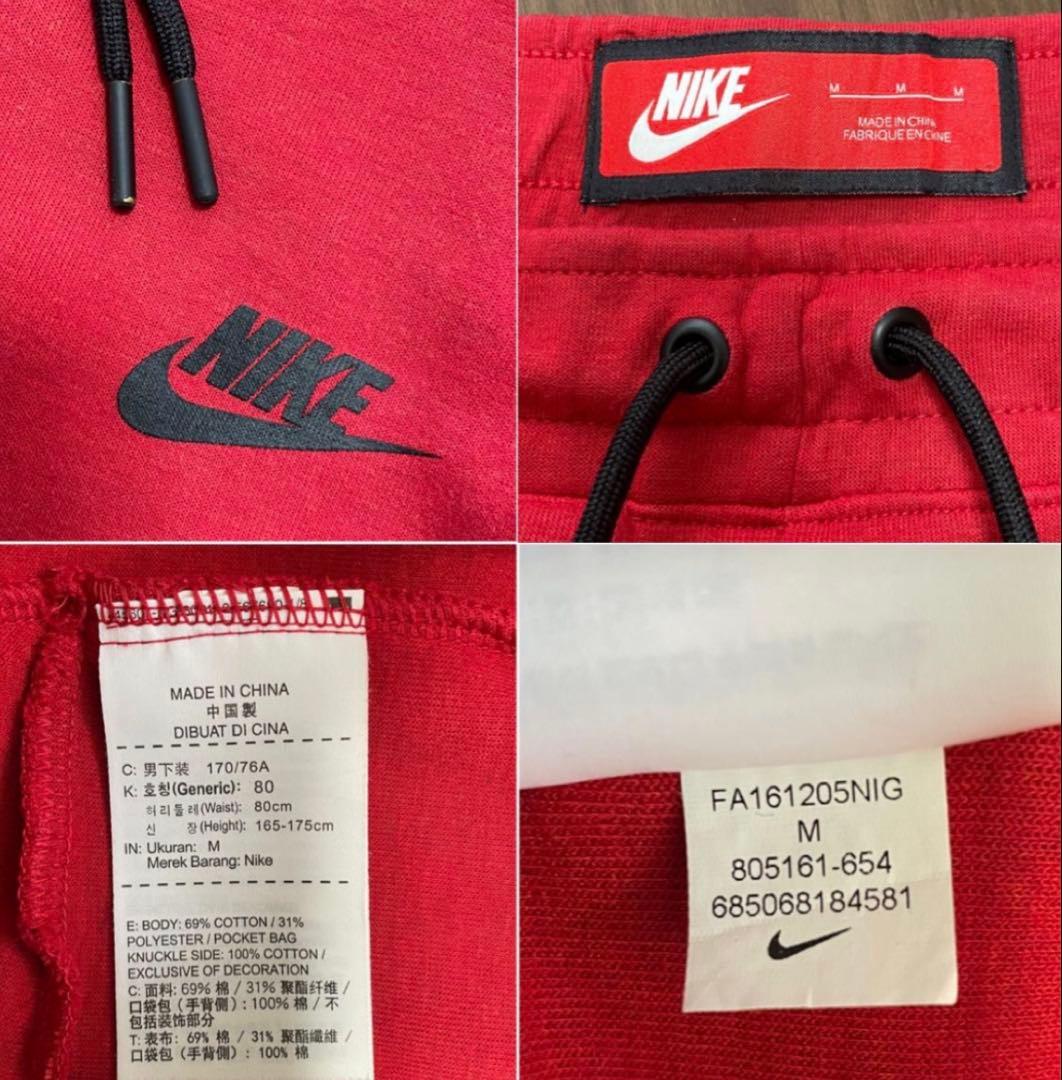 NIKE
NIKE
M M M
MADE IN CHINA
FABRIQUE EN CHINE
MADE IN CHINA
中国製
DIBUAT DI CINA
C: 男下装 170/76A
K: 호칭(Generic): 80
허리둘레(Waist): 80cm
신 장(Height): 165-175cm
IN: Ukuran: M
Merek Barang: Nike
E: BODY: 69% COTTON / 31%
POLYESTER / POCKET BAG
KNUCKLE SIDE: 100% COTTON /
EXCLUSIVE OF DECORATION
C: 面料: 69% 棉 / 31% 聚酯纤维 /
口袋包 (手背侧) : 100% 棉 / 不
包括装饰部分
T: 表布: 69% 棉 / 31% 聚酯纖維 /
口袋包 (手背側) : 100% 棉
FA161205NIG
M
805161-654
685068184581